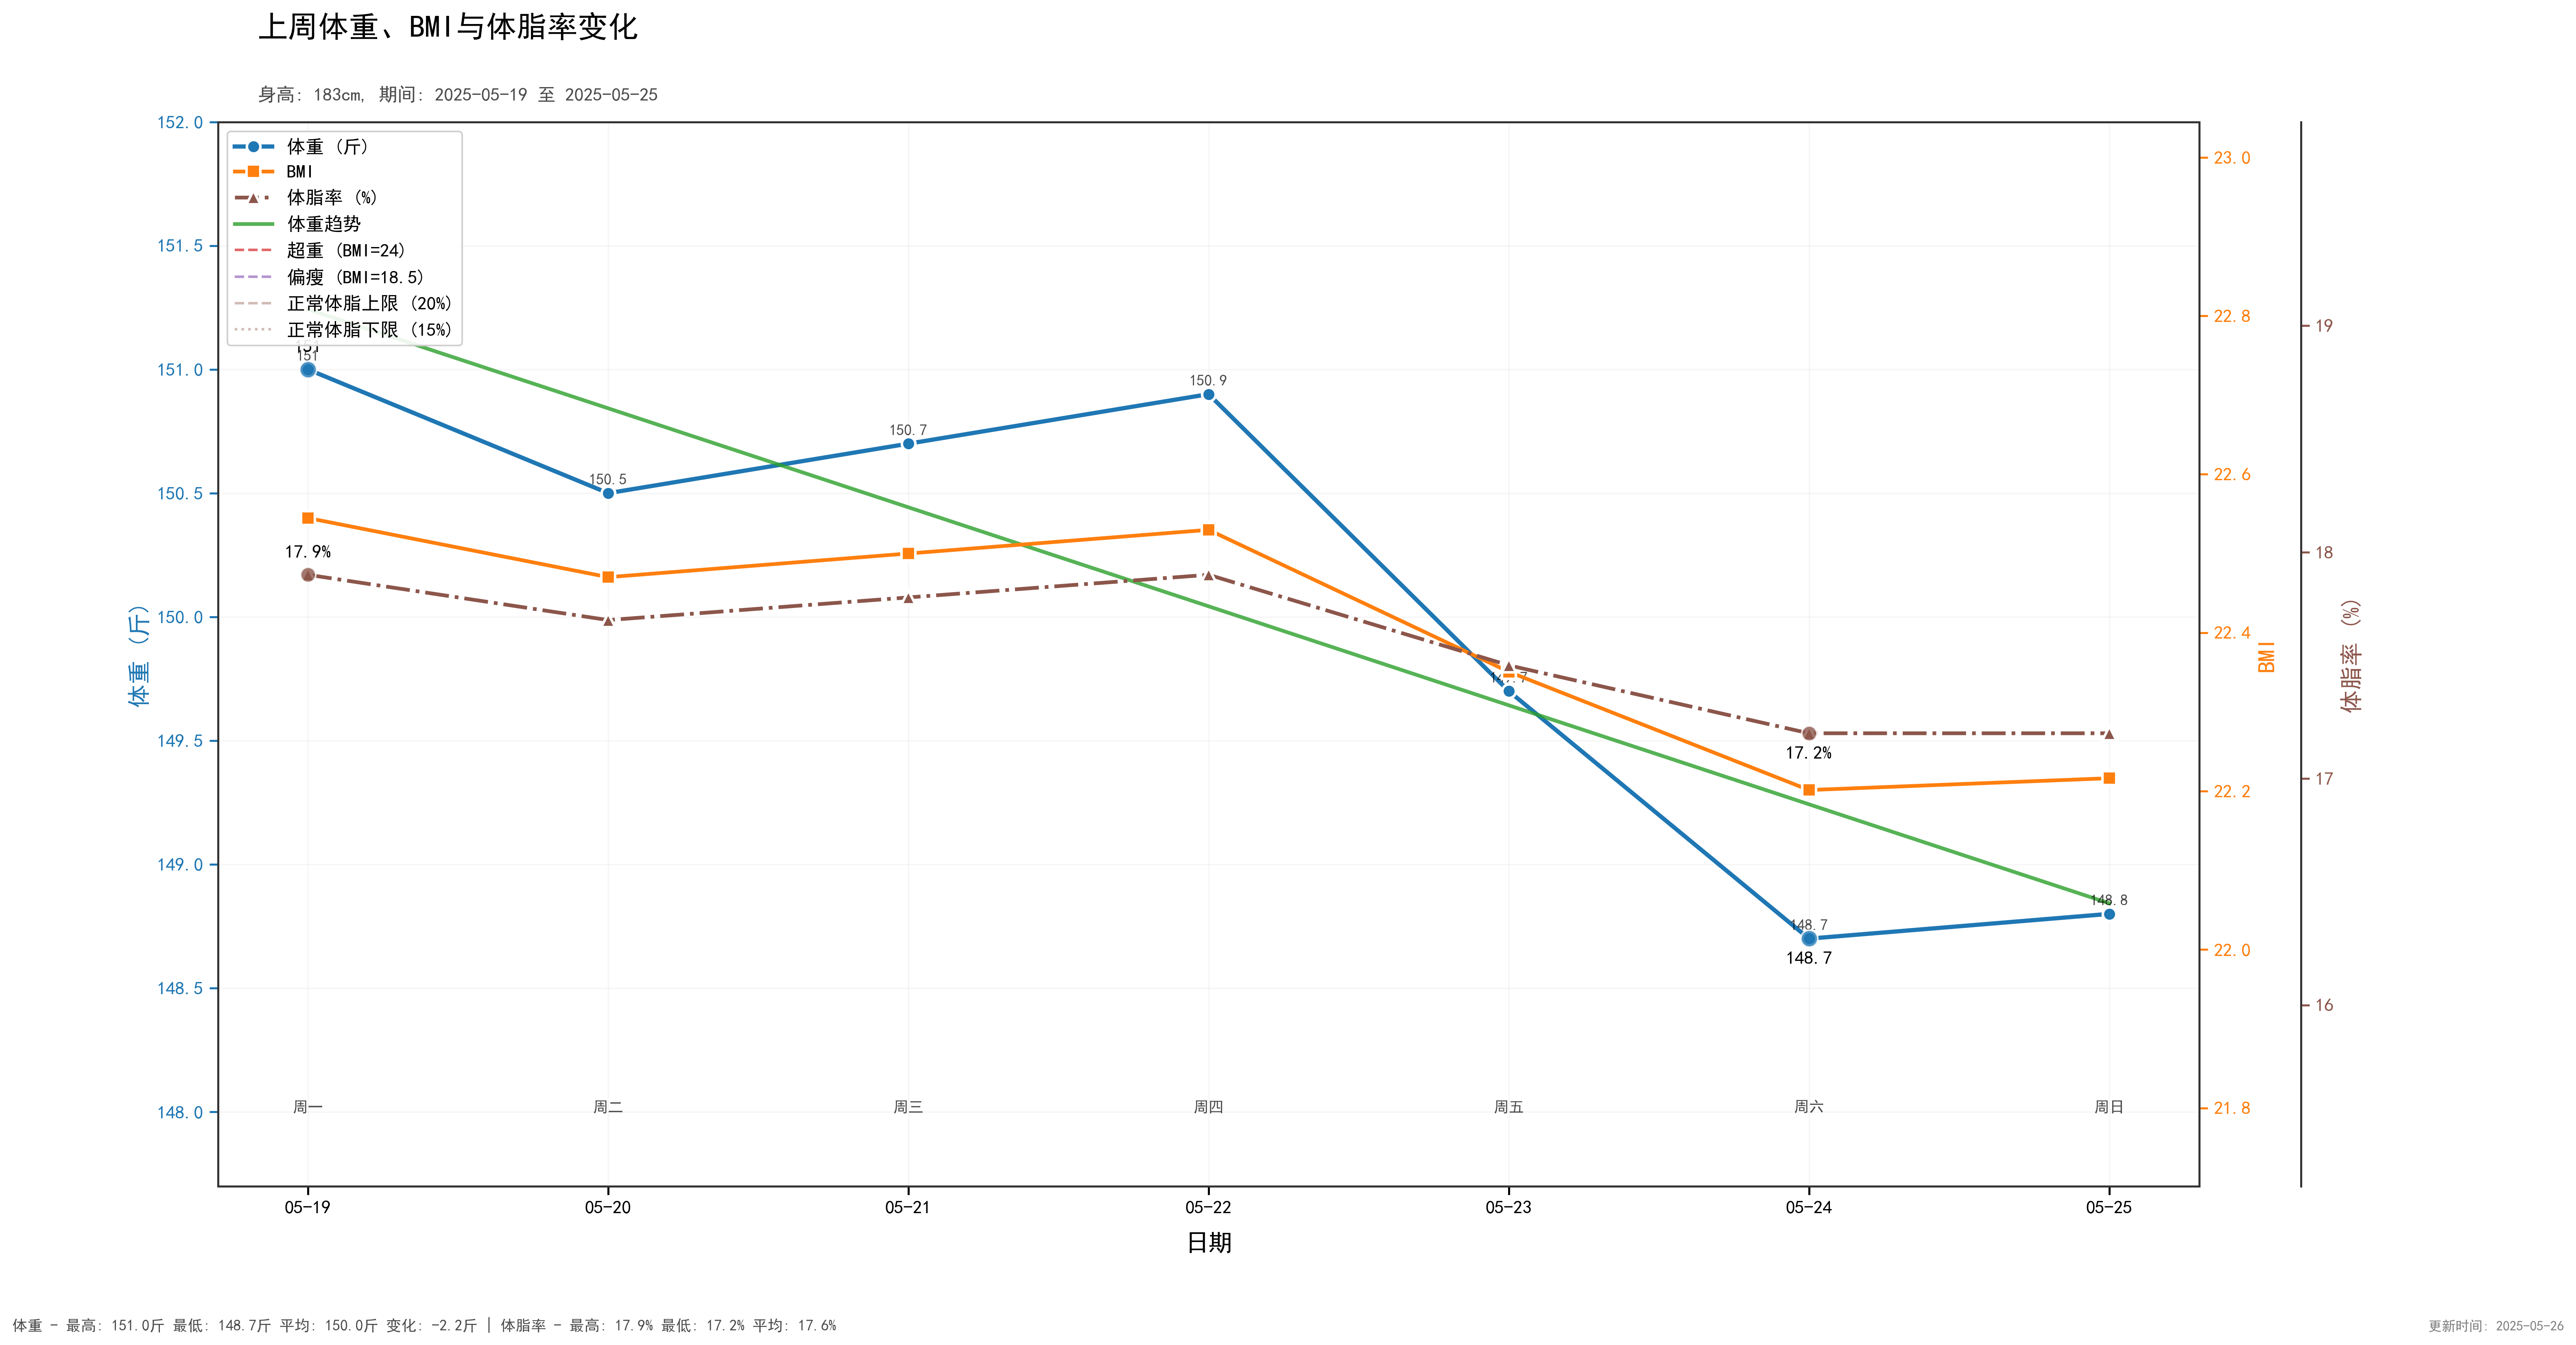 上周体重、BMI与体脂率变化
身高: 183cm, 期间: 2025-05-19 至 2025-05-25
体重 (斤)
BMI
体脂率 (%)
体重趋势
超重 (BMI=24)
偏瘦 (BMI=18.5)
正常体脂上限 (20%)
正常体脂下限 (15%)
152.0
151.5
151.0
150.5
150.0
149.5
149.0
148.5
148.0
体重 (斤)
151
150.5
150.7
150.9
148.7
148.7
148.8
17.9%
17.2%
周一
周二
周三
周四
周五
周六
周日
05-19
05-20
05-21
05-22
05-23
05-24
05-25
日期
23.0
22.8
22.6
22.4
22.2
22.0
21.8
BMI
19
18
17
16
体脂率 (%)
体重 - 最高: 151.0斤 最低: 148.7斤 平均: 150.0斤 变化: -2.2斤 | 体脂率 - 最高: 17.9% 最低: 17.2% 平均: 17.6%
更新时间: 2025-05-26